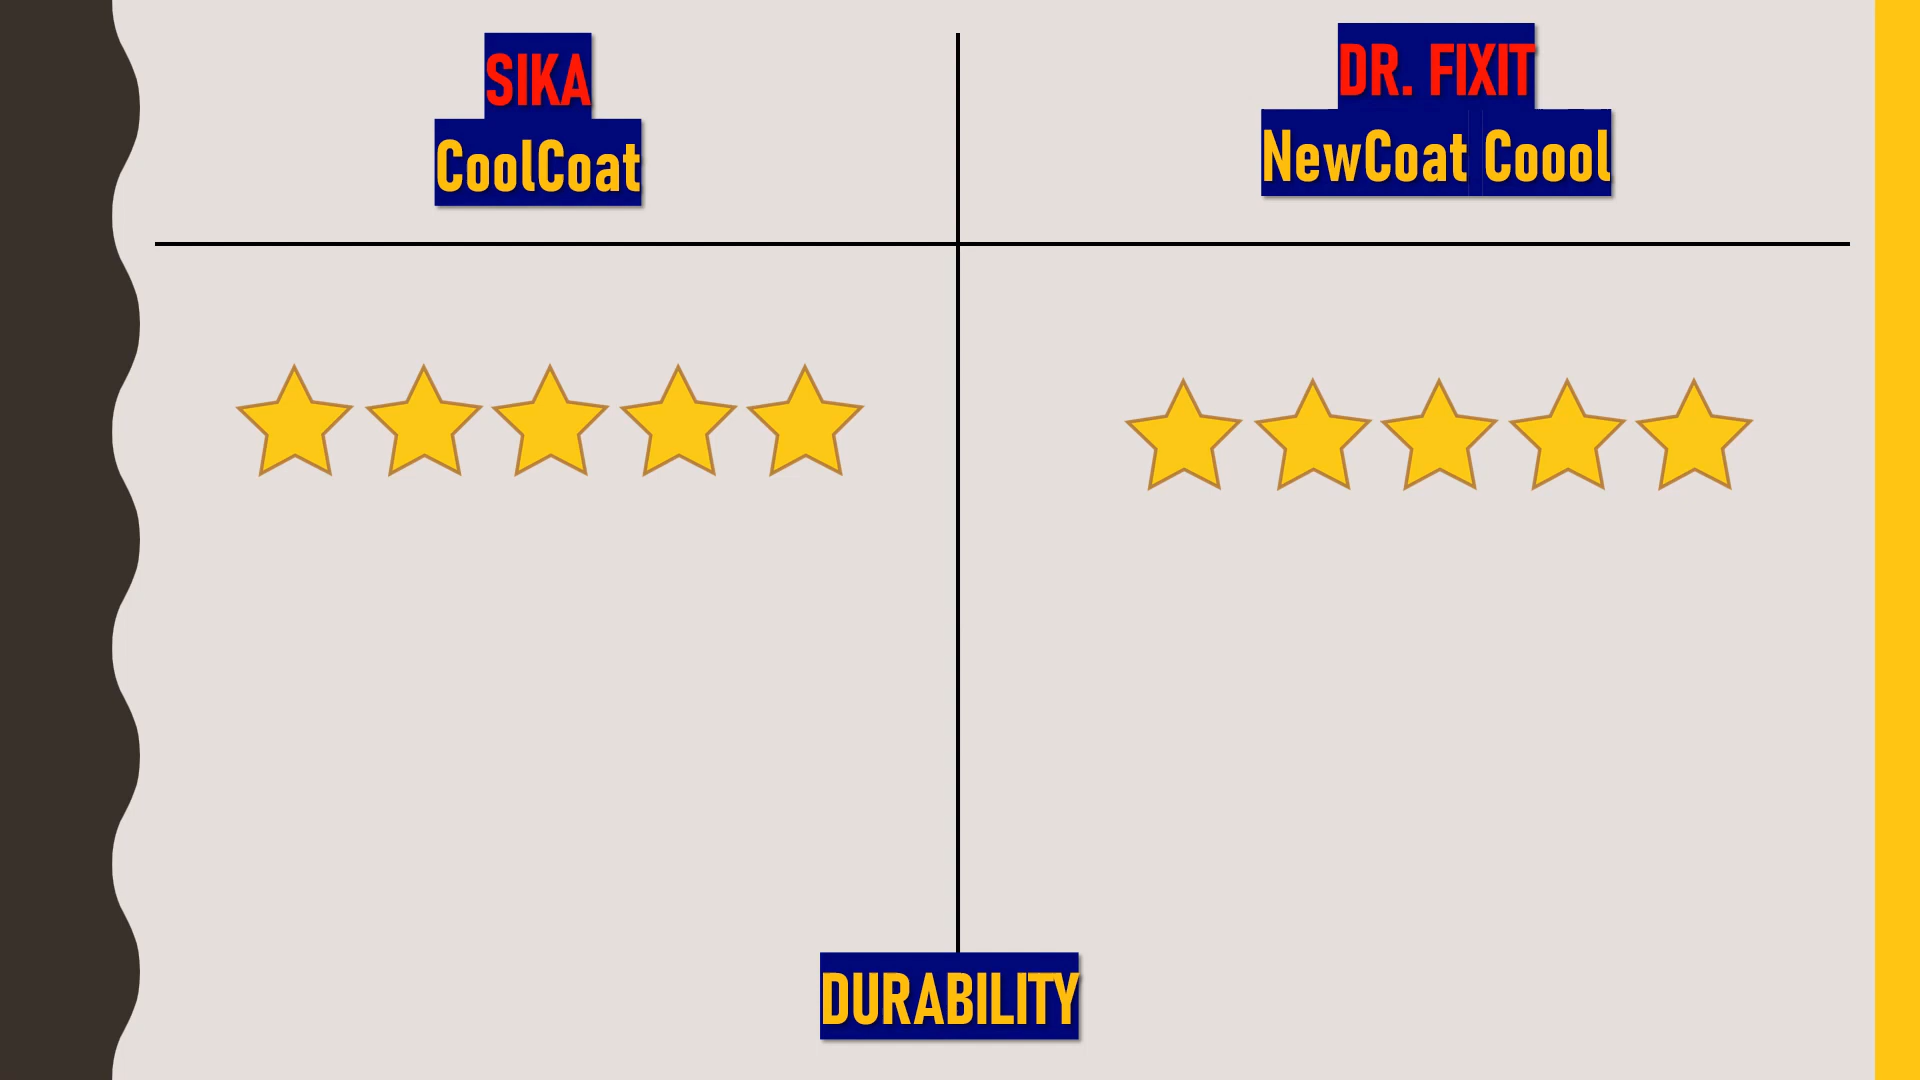 SIKA
CoolCoat
DR. FIXIT
NewCoat Coool
DURABILITY